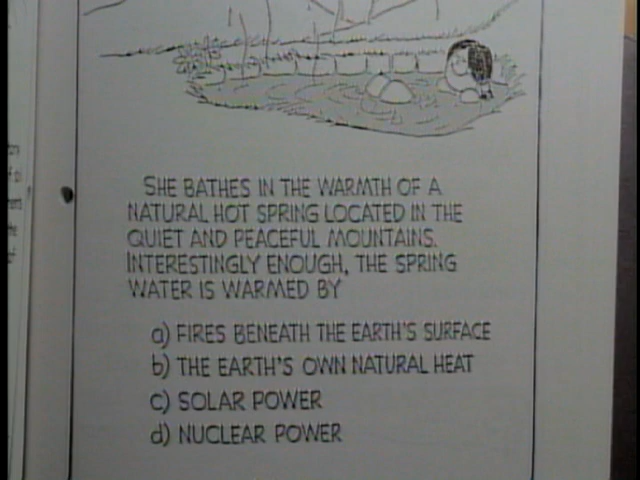 SHE BATHES IN THE WARMTH OF A
NATURAL HOT SPRING LOCATED IN THE
QUIET AND PEACEFUL MOUNTAINS.
INTERESTINGLY ENOUGH, THE SPRING
WATER IS WARMED BY
a) FIRES BENEATH THE EARTH'S SURFACE
b) THE EARTH'S OWN NATURAL HEAT
c) SOLAR POWER
d) NUCLEAR POWER